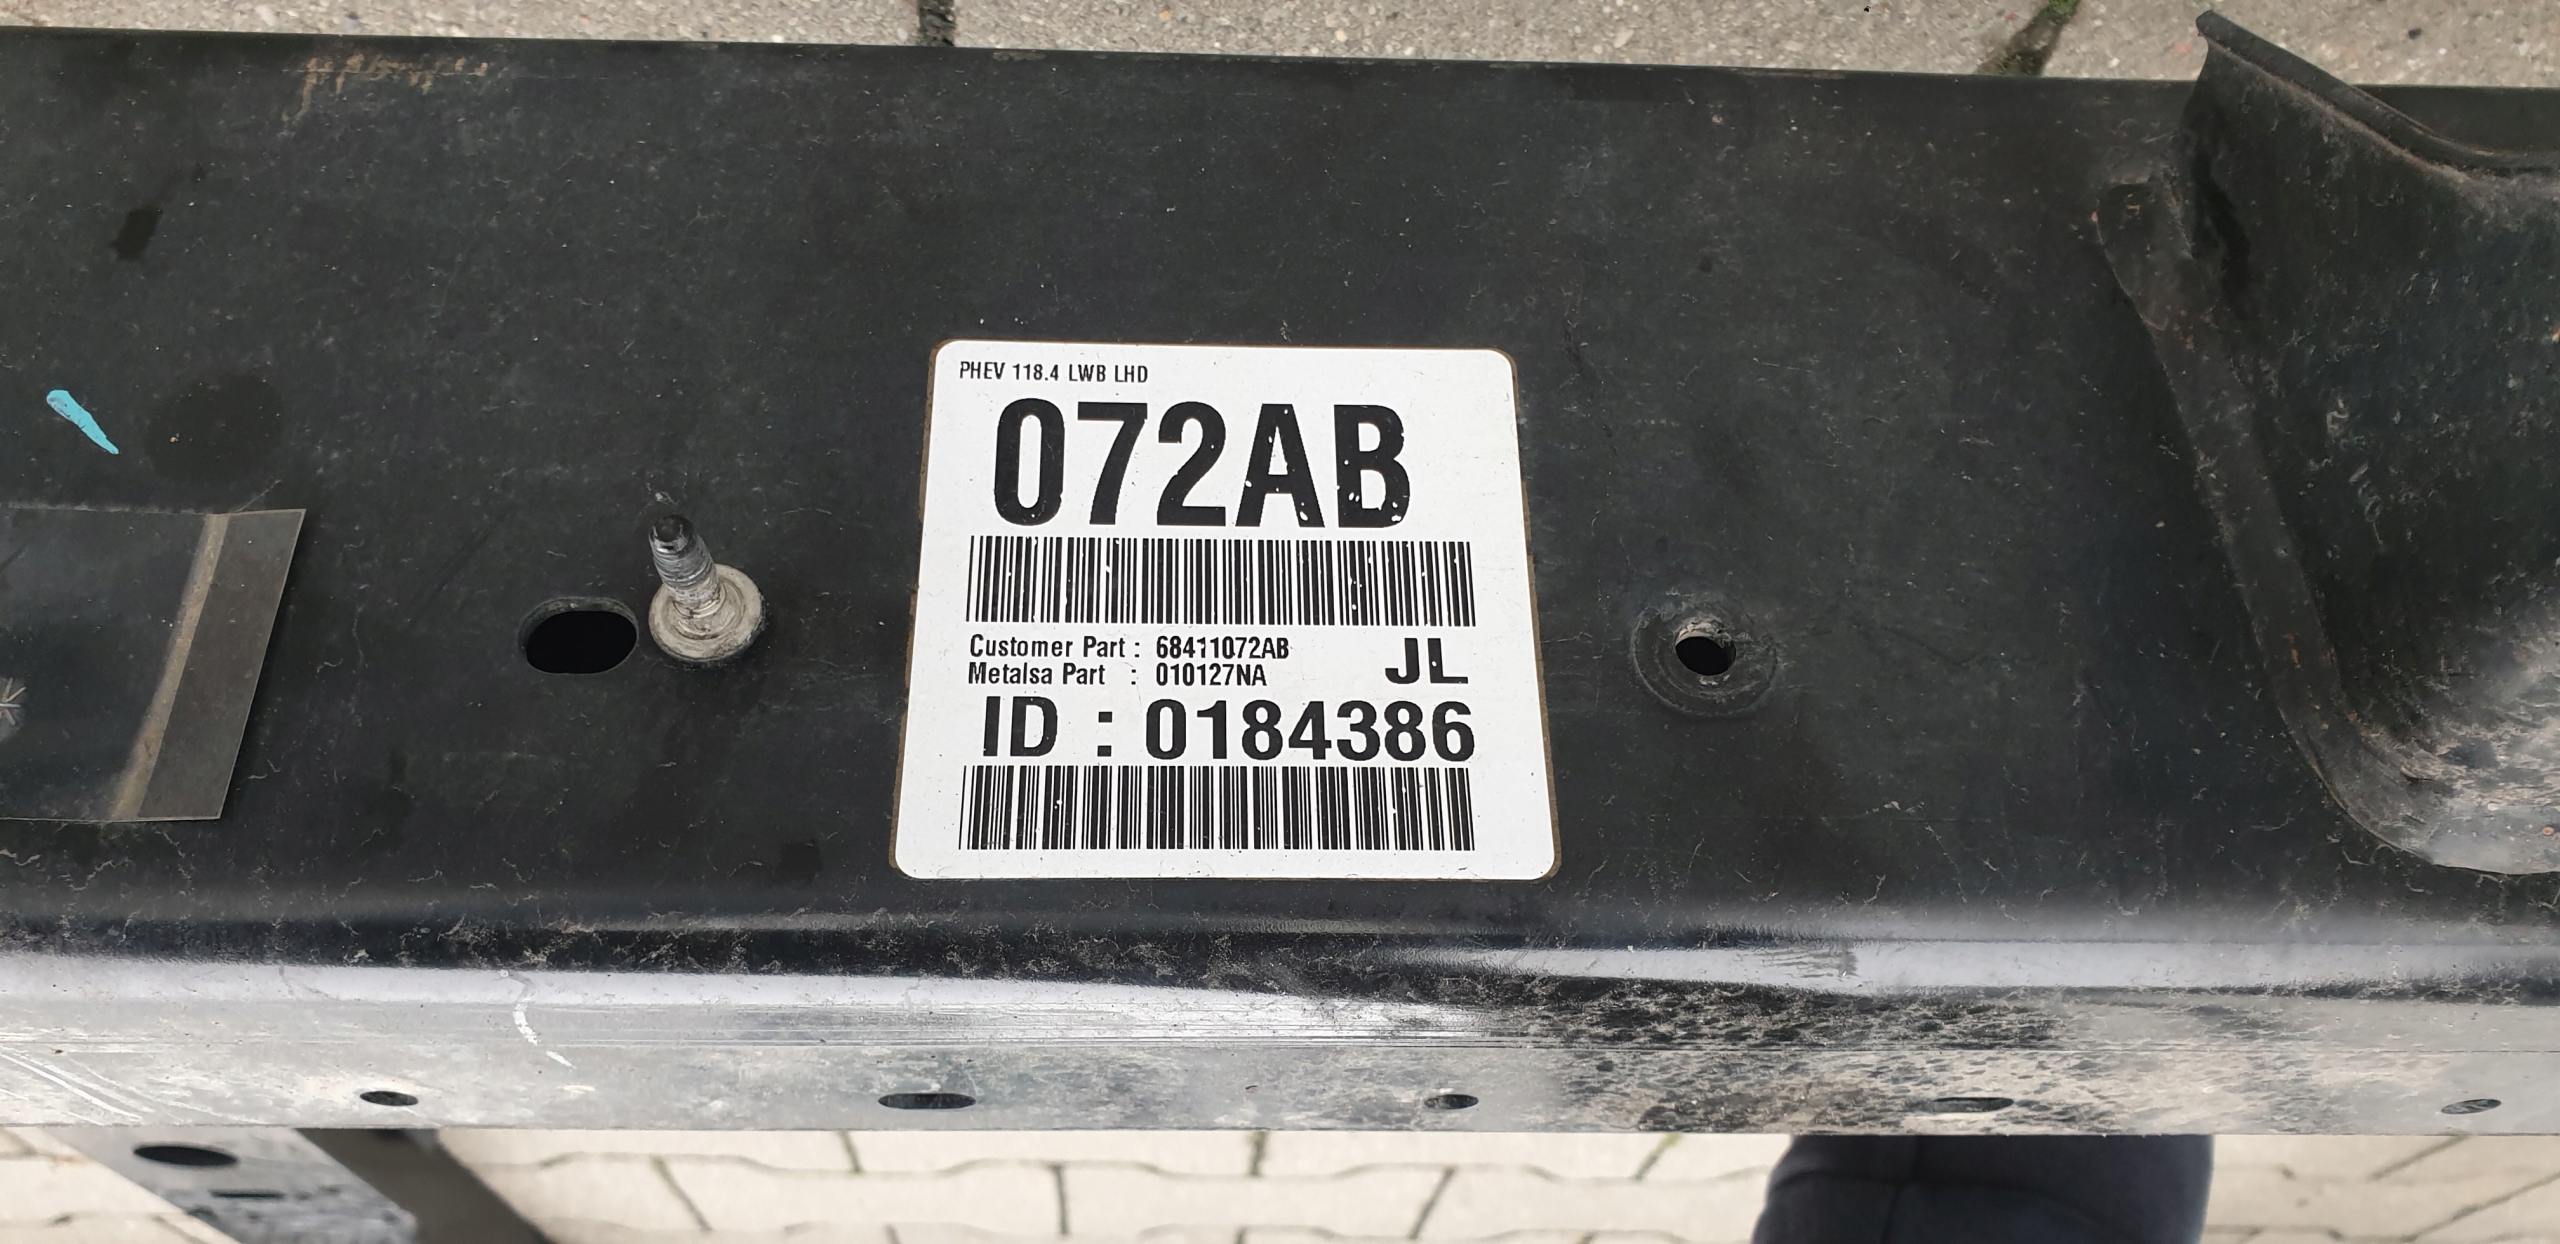 PHEV 118.4 LWB LHD
072AB
Customer Part : 68411072AB
Metalsa Part : 010127NA
JL
ID : 0184386